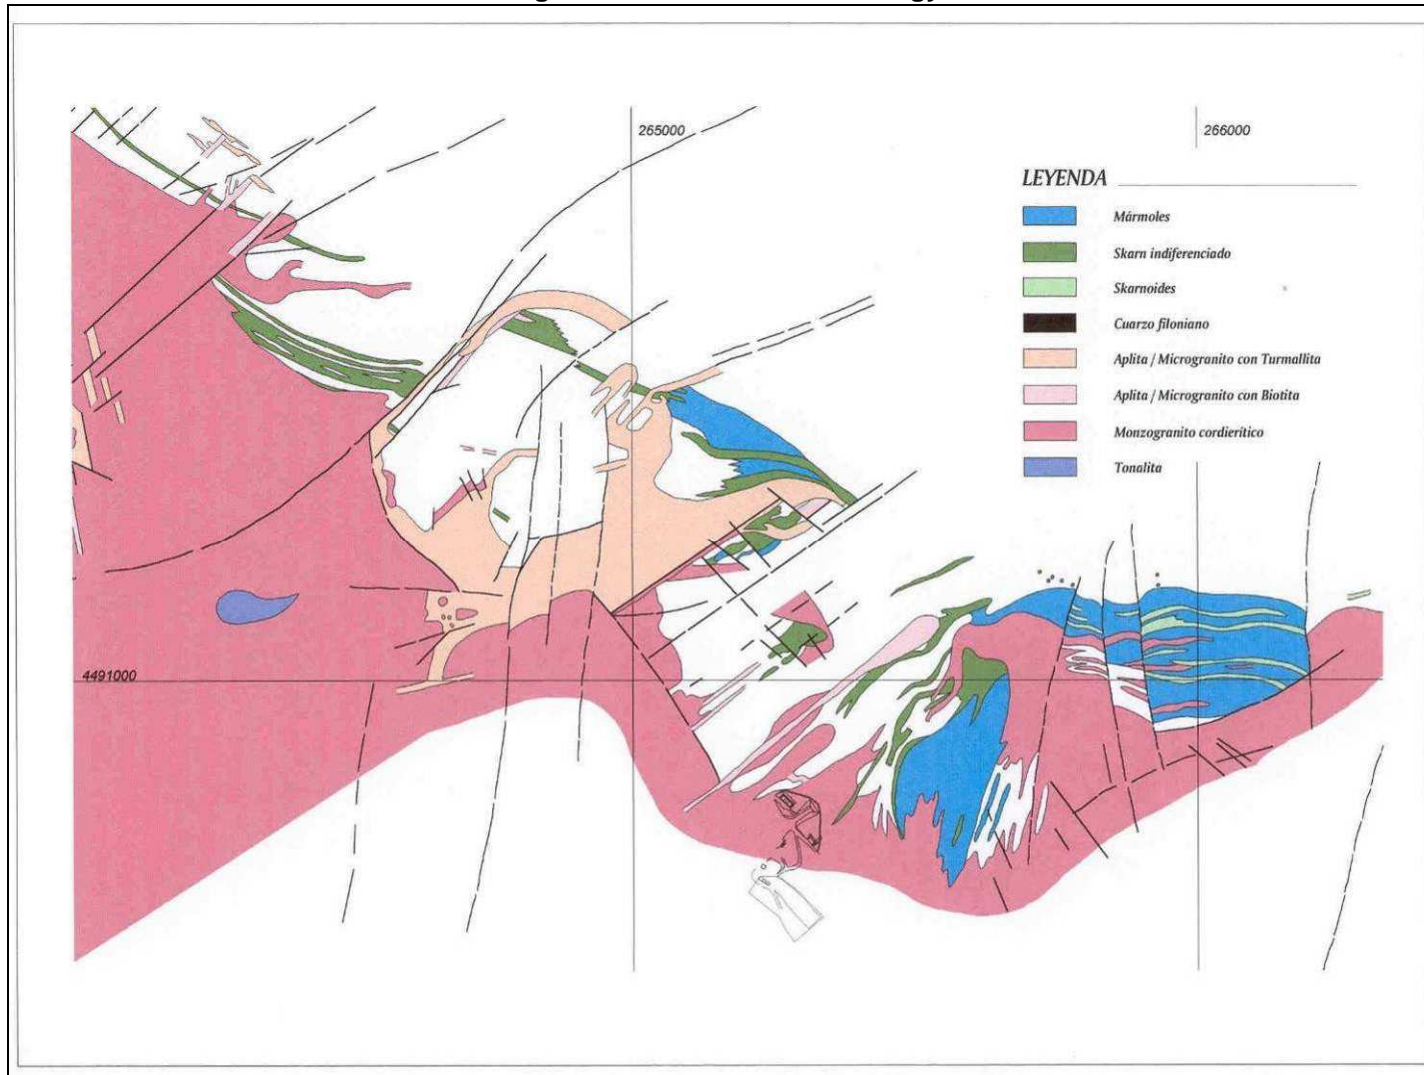 265000
266000
LEYENDA
Mármoles
Skarn indiferenciado
Skarnoides
Cuarzo filoniano
Aplita / Microgranito con Turmallita
Aplita / Microgranito con Biotita
Monzogranito cordierítico
Tonalita
4491000